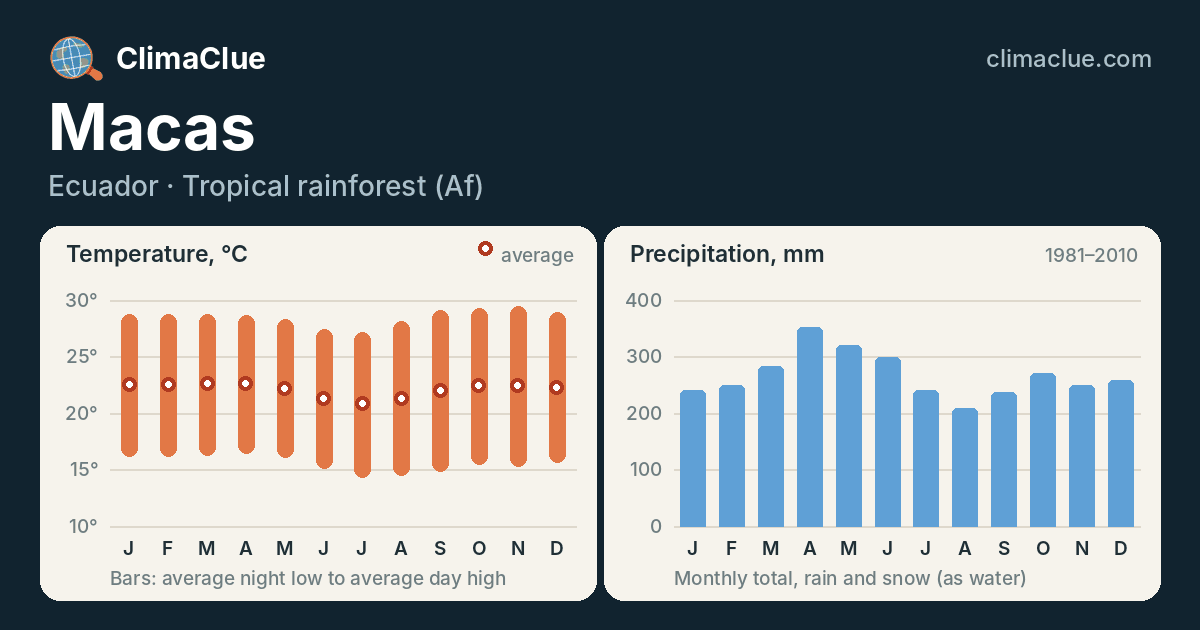 ClimaClue
climaclue.com
Macas
Ecuador · Tropical rainforest (Af)
Temperature, °C
average
30°
25°
20°
15°
10°
J F M A M J J A S O N D
Bars: average night low to average day high
Precipitation, mm
1981–2010
400
300
200
100
0
J F M A M J J A S O N D
Monthly total, rain and snow (as water)